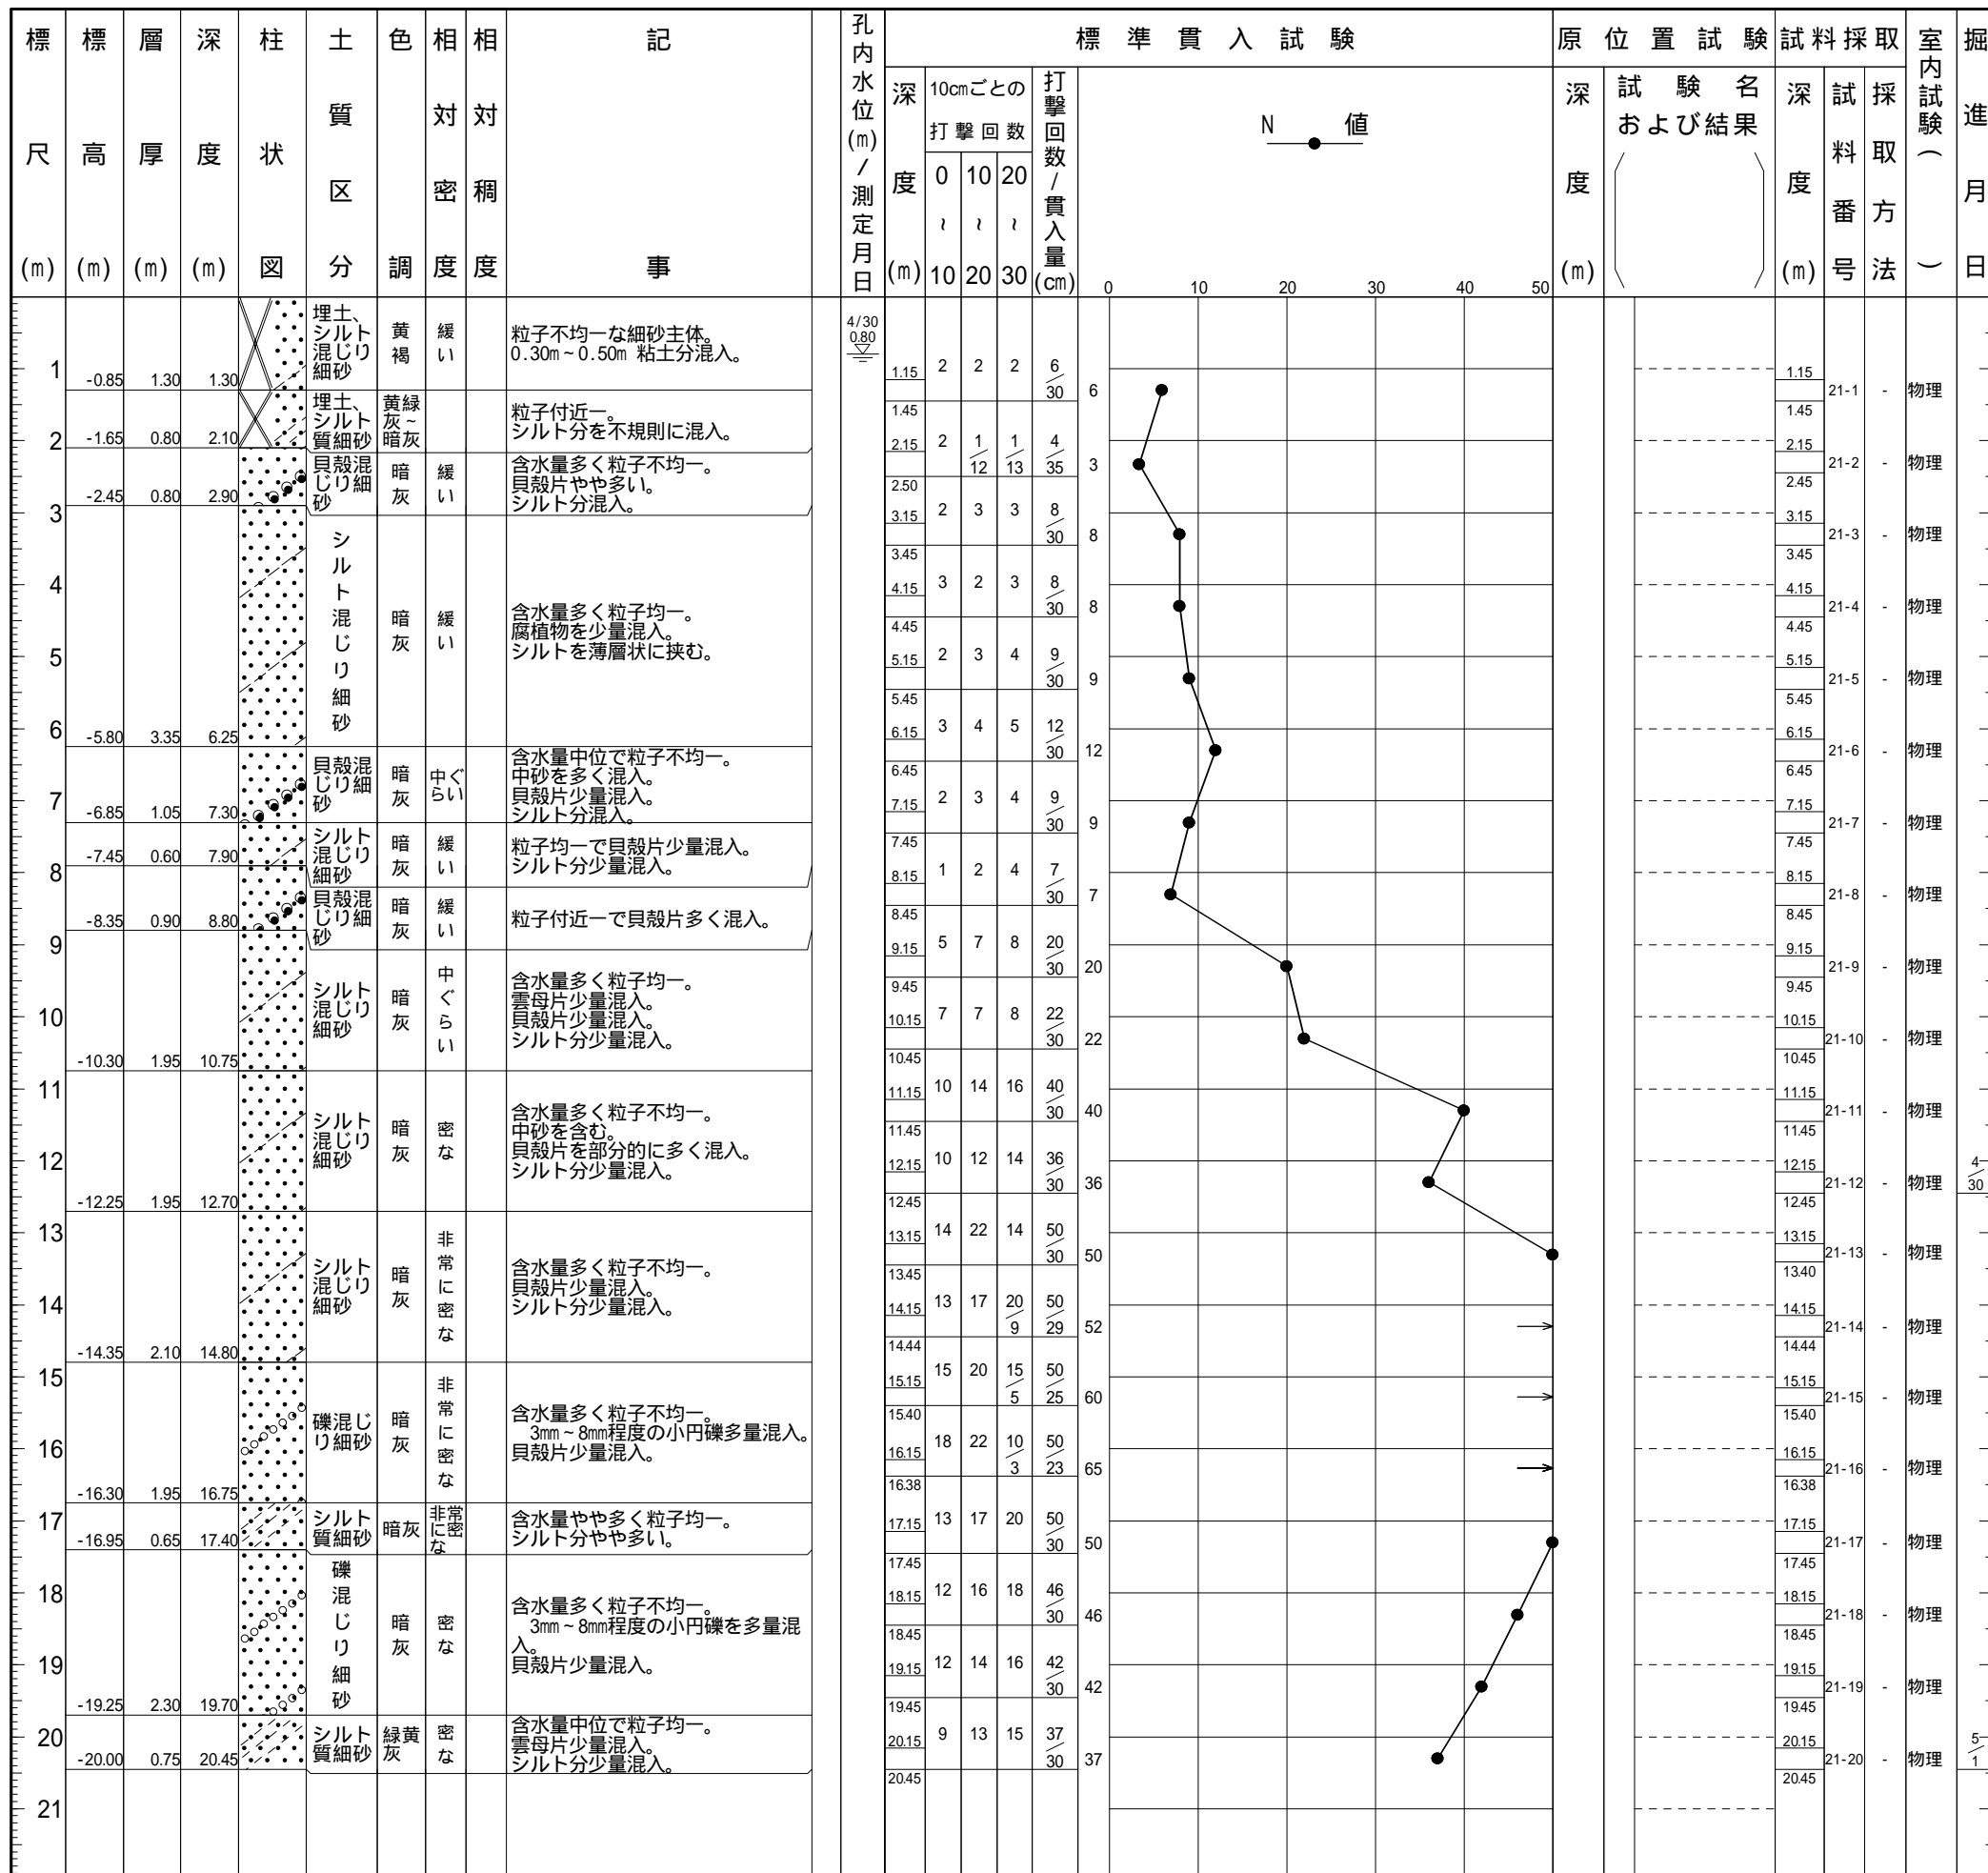 標尺(m) 標高(m) 層厚(m) 深度(m) 柱状図 土質区分 色調 相対密度 相対稠度 記事 孔内水位(m)/測定月日 標準貫入試験 原位置試験 試料採取 室内試験( ) 掘進月日
深度(m) 10cmごとの打撃回数 打撃回数/貫入量(cm) N 値 深度(m) 試験名および結果 深度(m) 試料番号 採取方法
0~10 10~20 20~30
0 10 20 30 40 50
埋土、シルト混じり細砂 黄褐 緩い 粒子不均一な細砂主体。
0.30m~0.50m 粘土分混入。
4/30 0.80
1 -0.85 1.30 1.30
1.15 2 2 2 6/30 6 1.15 21-1 - 物理
1.45 1.45
埋土、シルト質細砂 黄緑灰~暗灰 粒子付近一。
シルト分を不規則に混入。
2 -1.65 0.80 2.10
2.15 2 1/12 1/13 4/35 3 2.15 21-2 - 物理
2.50 2.45
貝殻混じり細砂 暗灰 緩い 含水量多く粒子不均一。
貝殻片やや多い。
シルト分混入。
-2.45 0.80 2.90
3
3.15 2 3 3 8/30 8 3.15 21-3 - 物理
3.45 3.45
シルト混じり細砂 暗灰 緩い 含水量多く粒子均一。
腐植物を少量混入。
シルトを薄層状に挟む。
4
4.15 3 2 3 8/30 8 4.15 21-4 - 物理
4.45 4.45
5
5.15 2 3 4 9/30 9 5.15 21-5 - 物理
5.45 5.45
6 -5.80 3.35 6.25
6.15 3 4 5 12/30 12 6.15 21-6 - 物理
6.45 6.45
貝殻混じり細砂 暗灰 中ぐらい 含水量中位で粒子不均一。
中砂を多く混入。
貝殻片少量混入。
シルト分混入。
7 -6.85 1.05 7.30
7.15 2 3 4 9/30 9 7.15 21-7 - 物理
7.45 7.45
シルト混じり細砂 暗灰 緩い 粒子均一で貝殻片少量混入。
シルト分少量混入。
-7.45 0.60 7.90
8
8.15 1 2 4 7/30 7 8.15 21-8 - 物理
8.45 8.45
貝殻混じり細砂 暗灰 緩い 粒子付近一で貝殻片多く混入。
-8.35 0.90 8.80
9
9.15 5 7 8 20/30 20 9.15 21-9 - 物理
9.45 9.45
シルト混じり細砂 暗灰 中ぐらい 含水量多く粒子均一。
雲母片少量混入。
貝殻片少量混入。
シルト分少量混入。
10
10.15 7 7 8 22/30 22 10.15 21-10 - 物理
10.45 10.45
-10.30 1.95 10.75
11
11.15 10 14 16 40/30 40 11.15 21-11 - 物理
11.45 11.45
シルト混じり細砂 暗灰 密な 含水量多く粒子不均一。
中砂を含む。
貝殻片を部分的に多く混入。
シルト分少量混入。
12
12.15 10 12 14 36/30 36 12.15 21-12 - 物理 4/30
12.45 12.45
-12.25 1.95 12.70
13
13.15 14 22 14 50/30 50 13.15 21-13 - 物理
13.45 13.40
シルト混じり細砂 暗灰 非常に密な 含水量多く粒子不均一。
貝殻片少量混入。
シルト分少量混入。
14
14.15 13 17 20/9 50/29 52 14.15 21-14 - 物理
14.44 14.44
-14.35 2.10 14.80
15
15.15 15 20 15/5 50/25 60 15.15 21-15 - 物理
15.40 15.40
礫混じり細砂 暗灰 非常に密な 含水量多く粒子不均一。
3mm~8mm程度の小円礫多量混入。
貝殻片少量混入。
16
16.15 18 22 10/3 50/23 65 16.15 21-16 - 物理
16.38 16.38
-16.30 1.95 16.75
17
17.15 13 17 20 50/30 50 17.15 21-17 - 物理
17.45 17.45
シルト質細砂 暗灰 非常に密な 含水量やや多く粒子均一。
シルト分やや多い。
-16.95 0.65 17.40
18
18.15 12 16 18 46/30 46 18.15 21-18 - 物理
18.45 18.45
礫混じり細砂 暗灰 密な 含水量多く粒子不均一。
3mm~8mm程度の小円礫を多量混
入。
貝殻片少量混入。
19
19.15 12 14 16 42/30 42 19.15 21-19 - 物理
19.45 19.45
-19.25 2.30 19.70
シルト質細砂 緑黄灰 密な 含水量中位で粒子均一。
雲母片少量混入。
シルト分少量混入。
20 -20.00 0.75 20.45
20.15 9 13 15 37/30 37 20.15 21-20 - 物理 5/1
20.45 20.45
21